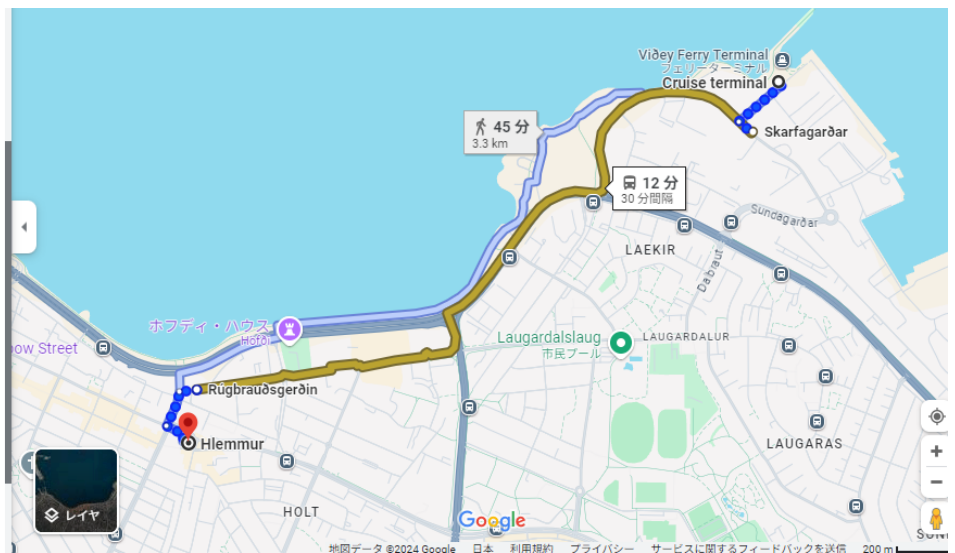 Viðey Ferry Terminal
フェリーターミナル
Cruise terminal
Skarfagarðar
45 分
3.3 km
12 分
30 分間隔
Sundagarðar
LAEKIR
Dalbraut
ホフディ・ハウス
Höfði
ow Street
Laugardalslaug
市民プール
LAUGARDALUR
Rúgbrauðsgerðin
Hlemmur
LAUGARAS
HOLT
レイヤ
Google
SUN
地図データ ©2024 Google 日本 利用規約 プライバシー サービスに関するフィードバックを送信 200 m